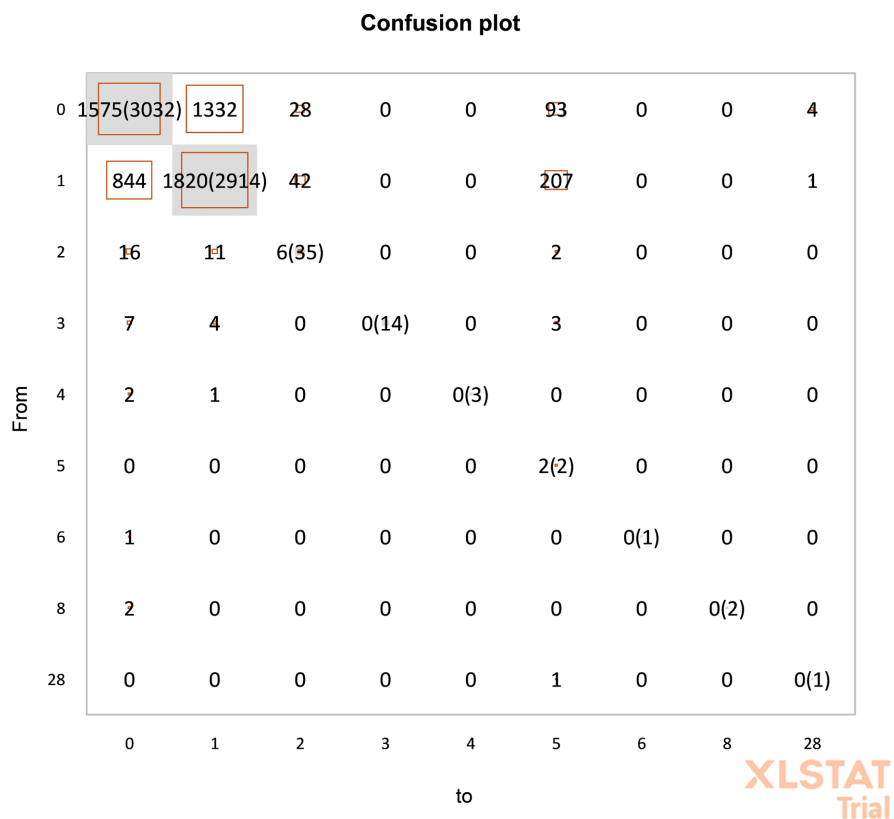 Confusion plot
0 1575(3032) 1332 28 0 0 93 0 0 4
1 844 1820(2914) 42 0 0 207 0 0 1
2 16 11 6(35) 0 0 2 0 0 0
3 7 4 0 0(14) 0 3 0 0 0
From
4 2 1 0 0 0(3) 0 0 0 0
5 0 0 0 0 0 2(2) 0 0 0
6 1 0 0 0 0 0 0(1) 0 0
8 2 0 0 0 0 0 0 0(2) 0
28 0 0 0 0 0 1 0 0 0(1)
0 1 2 3 4 5 6 8 28
to
XLSTAT
Trial